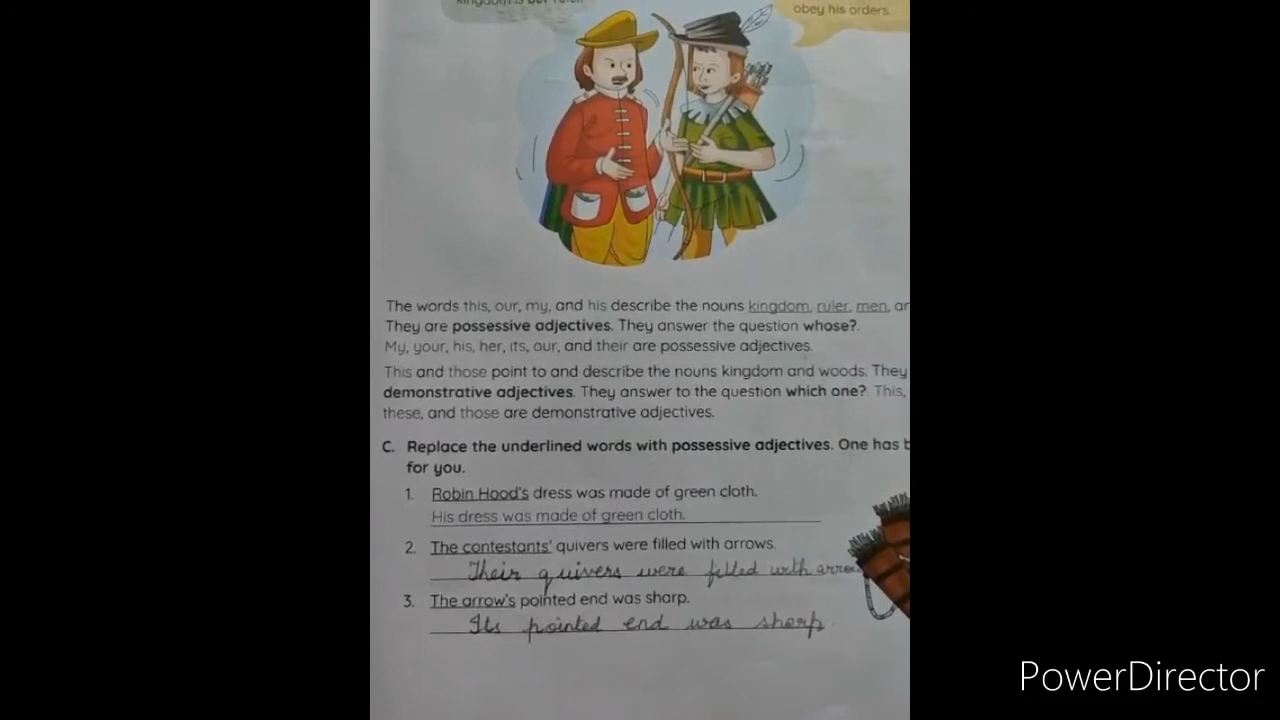 kingdom is our ruler.
obey his orders.
The words this, our, my, and his describe the nouns kingdom, ruler, men, ar
They are possessive adjectives. They answer the question whose?.
My, your, his, her, its, our, and their are possessive adjectives.
This and those point to and describe the nouns kingdom and woods. They
demonstrative adjectives. They answer to the question which one? This,
these, and those are demonstrative adjectives.
C. Replace the underlined words with possessive adjectives. One has b
for you.
1. Robin Hood's dress was made of green cloth.
His dress was made of green cloth.
2. The contestants' quivers were filled with arrows.
Their quivers were filled with arro
3. The arrow's pointed end was sharp.
Its pointed end was sharp.
PowerDirector